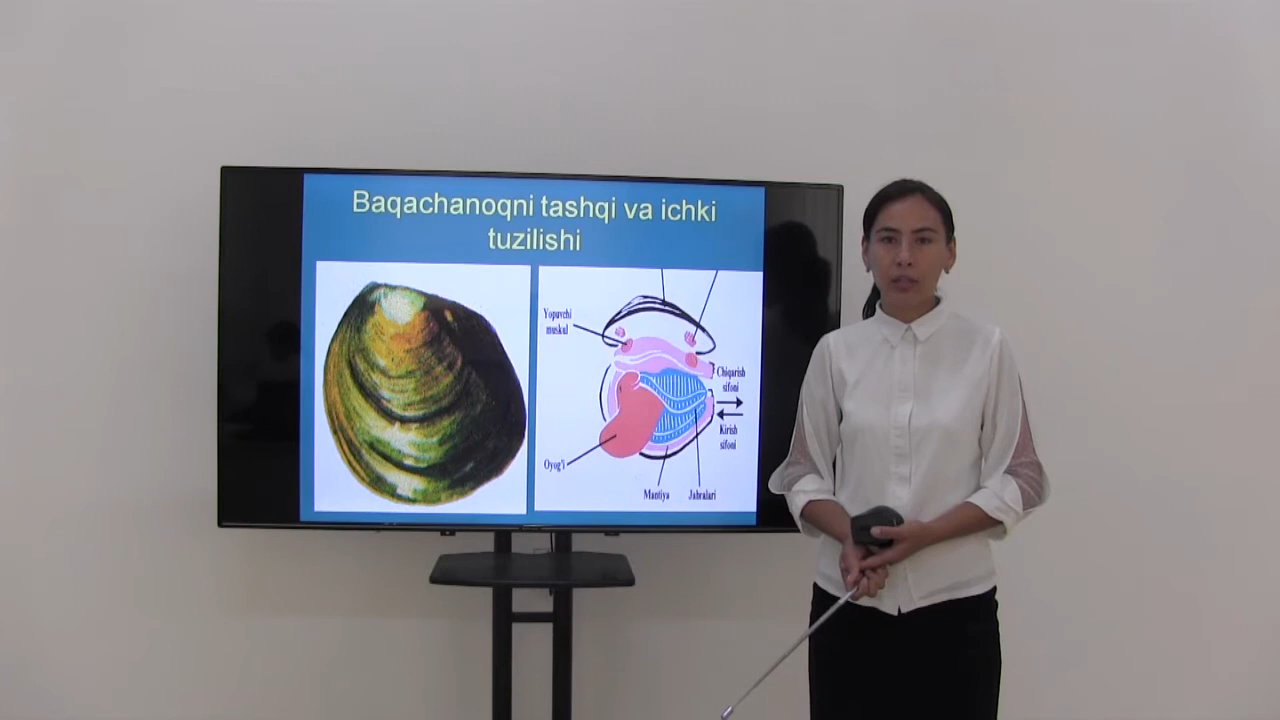 Baqachanoqni tashqi va ichki
tuzilishi
Yopuvchi
muskul
Chiqarish
sifoni
Kirish
sifoni
Oyog'i
Mantiya
Jabralari